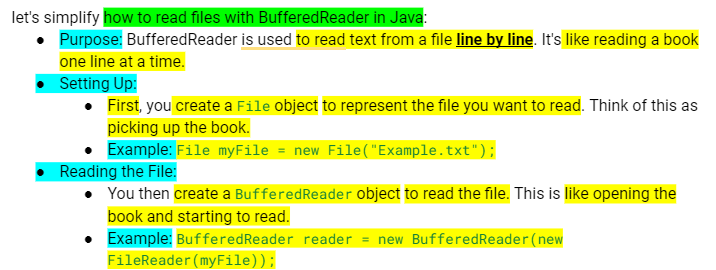 let's simplify how to read files with BufferedReader in Java:
● Purpose: BufferedReader is used to read text from a file line by line. It's like reading a book
one line at a time.
● Setting Up:
● First, you create a File object to represent the file you want to read. Think of this as
picking up the book.
● Example: File myFile = new File("Example.txt");
● Reading the File:
● You then create a BufferedReader object to read the file. This is like opening the
book and starting to read.
● Example: BufferedReader reader = new BufferedReader(new
FileReader(myFile));